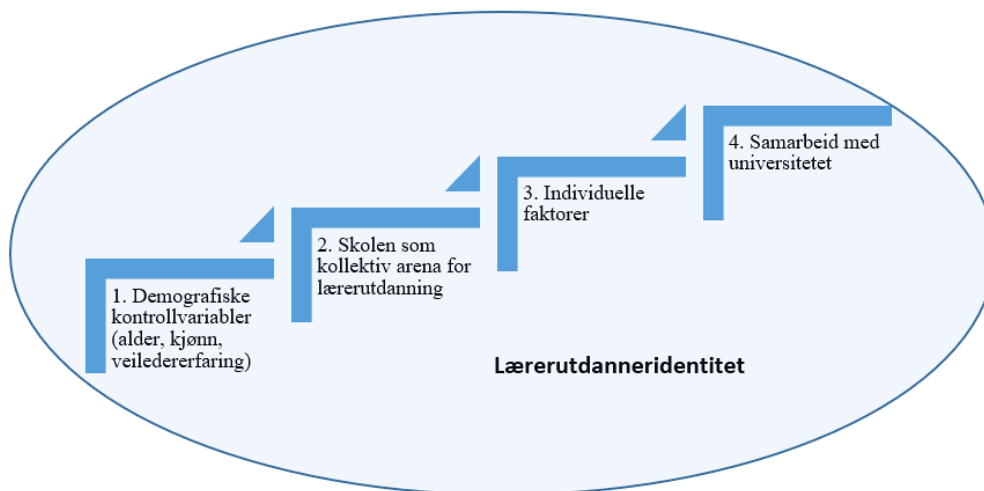 1. Demografiske
kontrollvariabler
(alder, kjønn,
veiledererfaring)
2. Skolen som
kollektiv arena for
lærerutdanning
3. Individuelle
faktorer
4. Samarbeid med
universitetet
Lærerutdanneridentitet